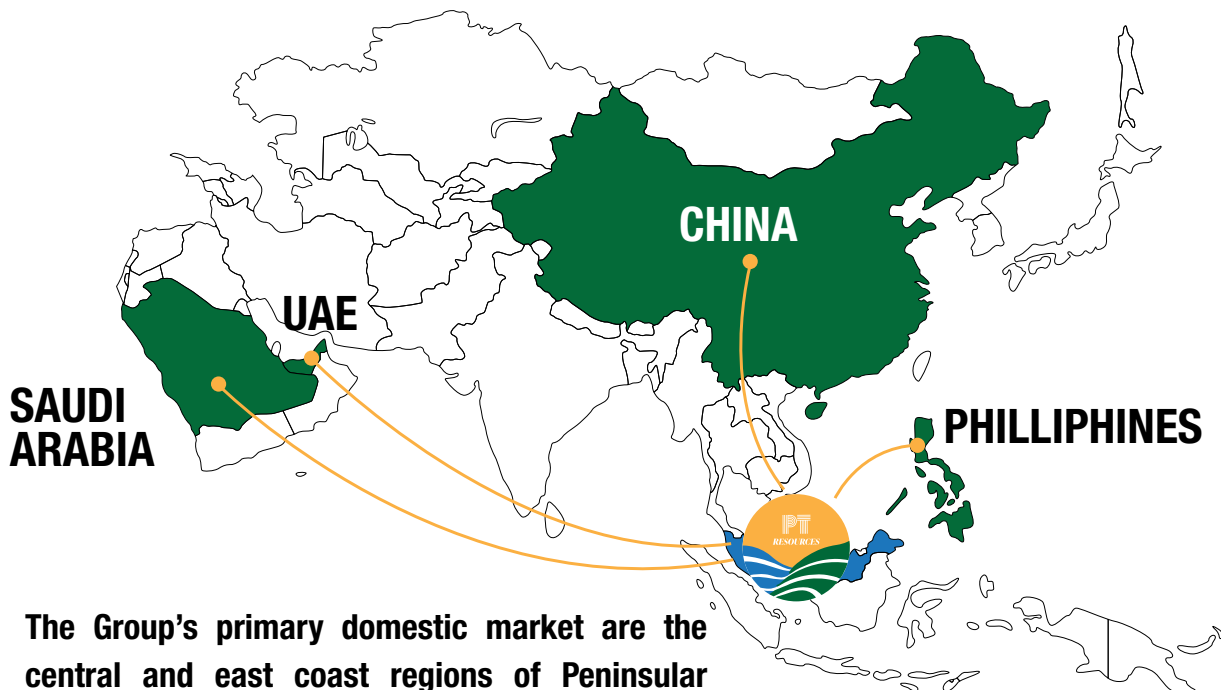 CHINA
UAE
SAUDI
ARABIA
PHILLIPHINES
PT
RESOURCES
The Group's primary domestic market are the
central and east coast regions of Peninsular